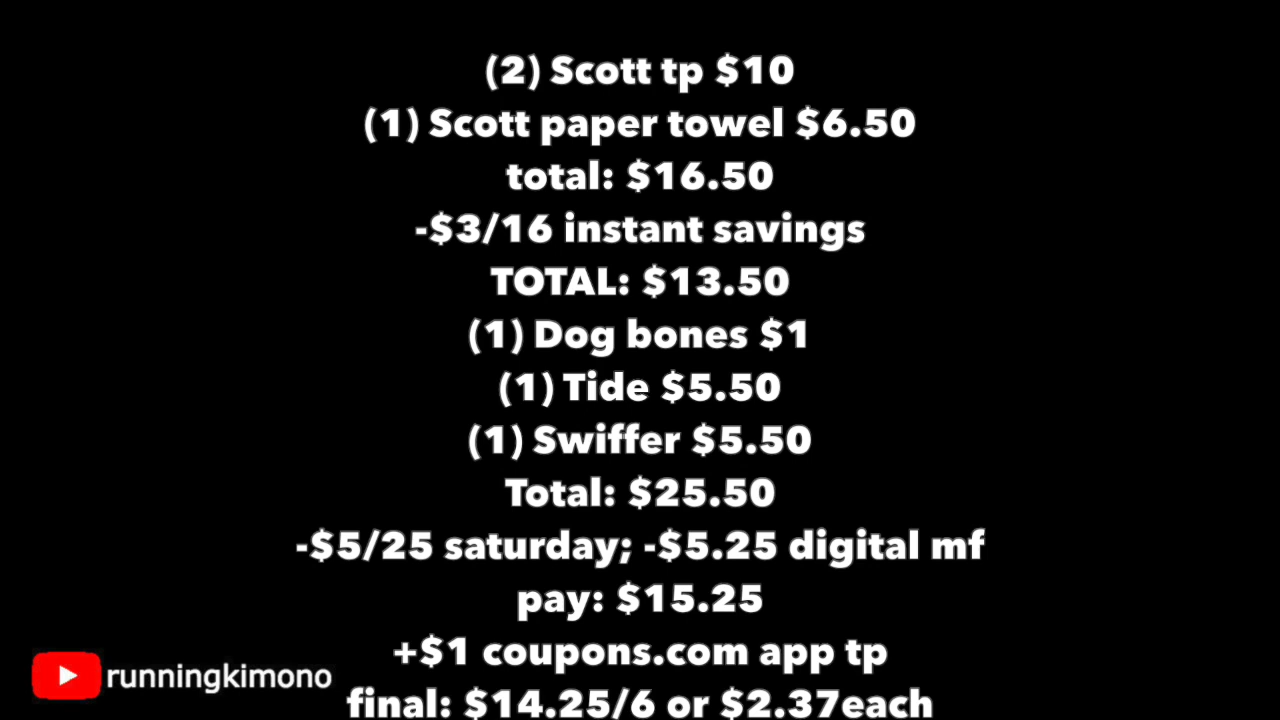 (2) Scott tp $10
(1) Scott paper towel $6.50
total: $16.50
-$3/16 instant savings
TOTAL: $13.50
(1) Dog bones $1
(1) Tide $5.50
(1) Swiffer $5.50
Total: $25.50
-$5/25 saturday; -$5.25 digital mf
pay: $15.25
+$1 coupons.com app tp
final: $14.25/6 or $2.37each
runningkimono